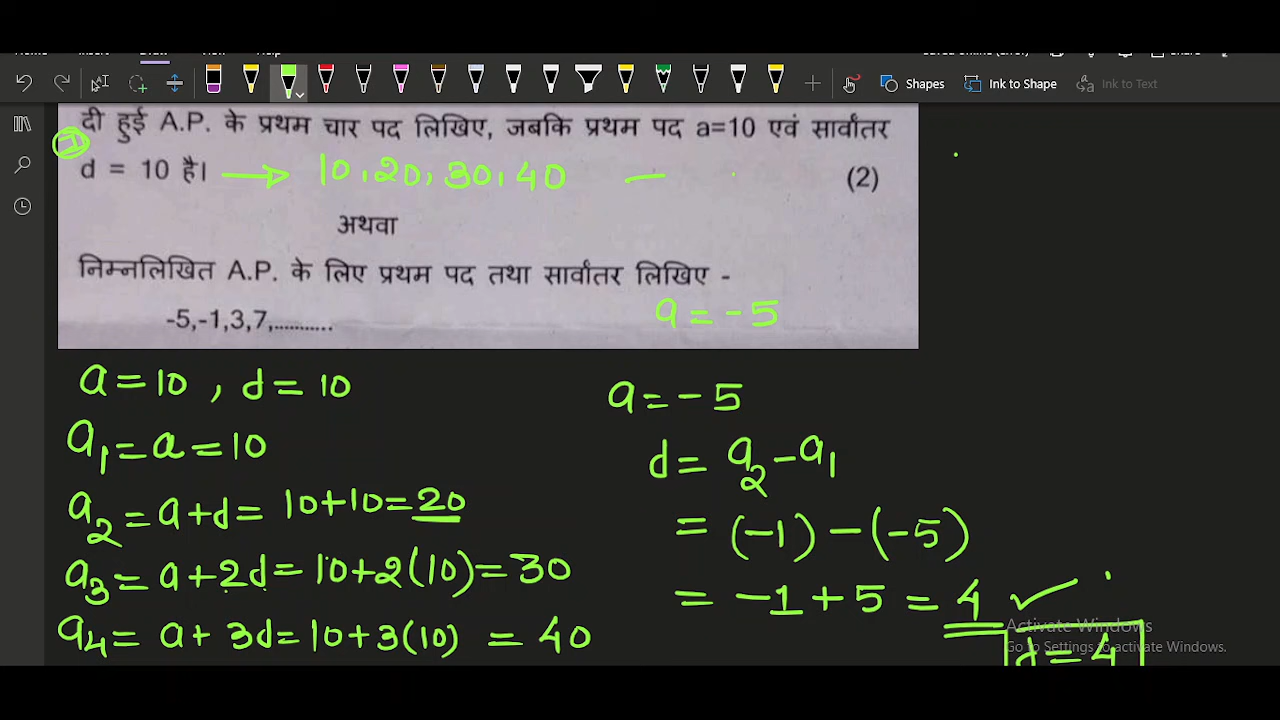 Shapes Ink to Shape Ink to Text
दी हुई A.P. के प्रथम चार पद लिखिए, जबकि प्रथम पद a=10 एवं सार्वांतर
d = 10 है। → 10, 20, 30, 40 — (2)
अथवा
निम्नलिखित A.P. के लिए प्रथम पद तथा सार्वांतर लिखिए -
-5,-1,3,7,........... a = -5
a = 10 , d = 10
a1 = a = 10
a2 = a+d = 10+10 = 20
a3 = a+2d = 10+2(10) = 30
a4 = a+3d = 10+3(10) = 40
a = -5
d = a2 - a1
= (-1) - (-5)
= -1+5 = 4 ✓
d = 4
Activate Windows
Go to Settings to activate Windows.